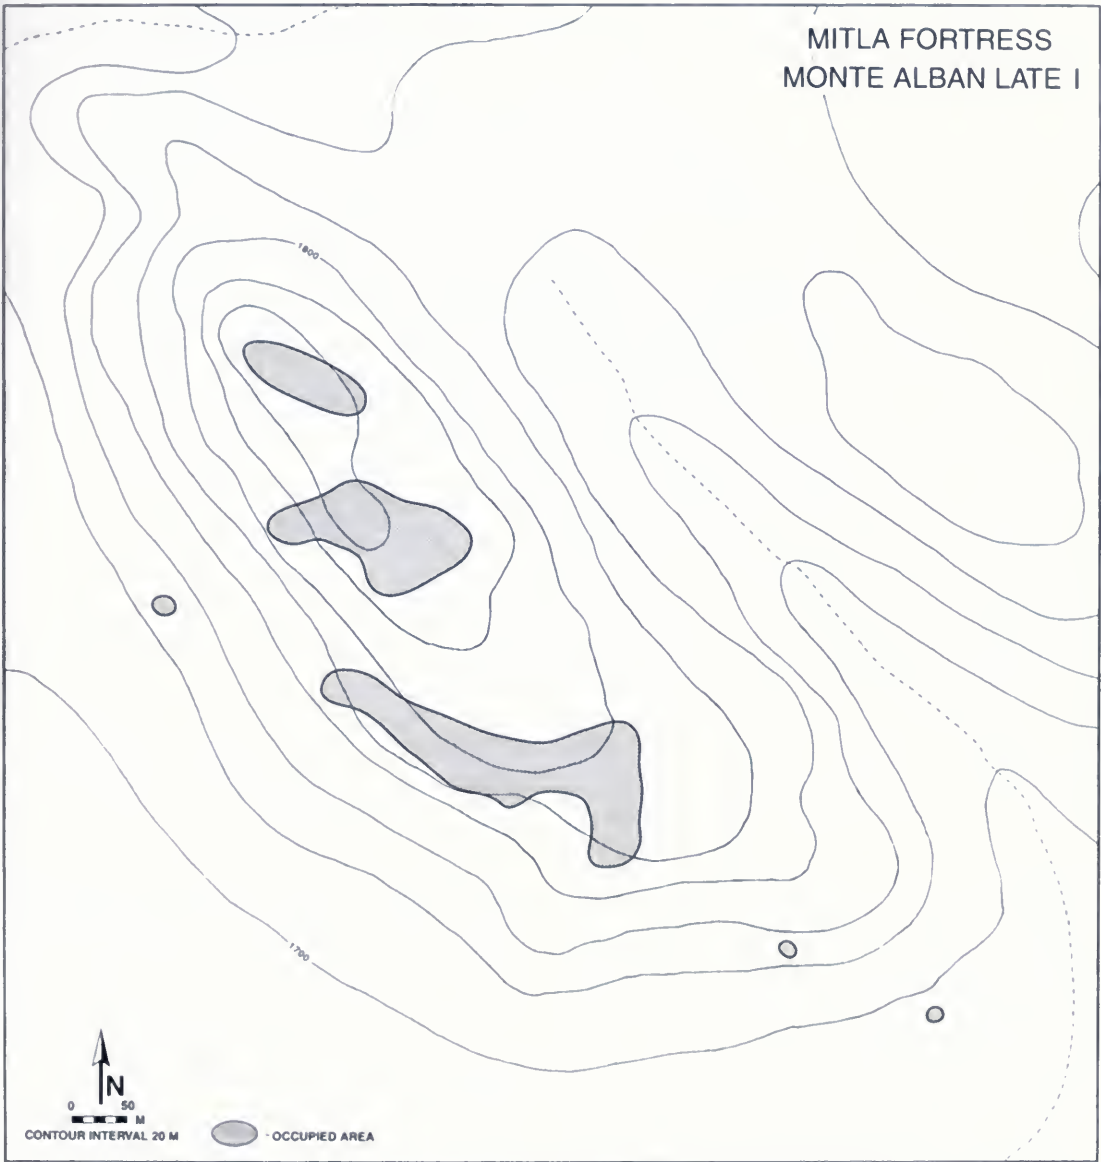 MITLA FORTRESS
MONTE ALBAN LATE I
1800
1700
N
0 50
M
CONTOUR INTERVAL 20 M
- OCCUPIED AREA